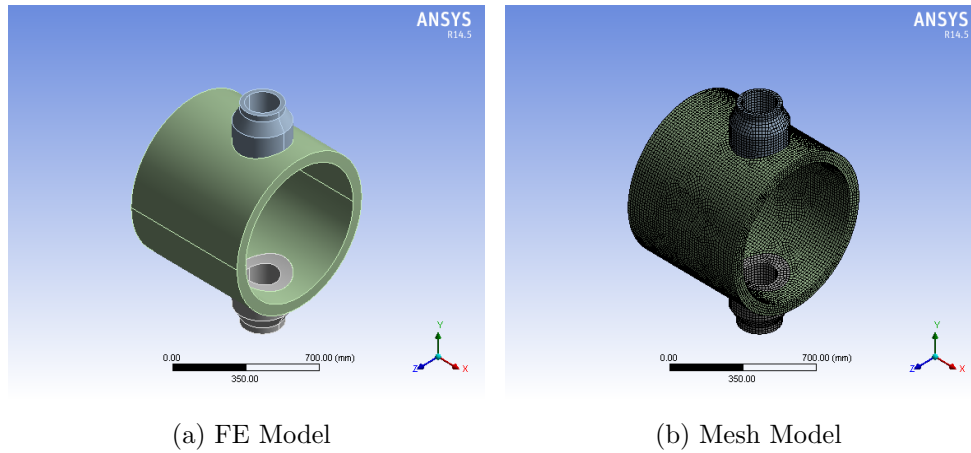 ANSYS
R14.5
0.00
700.00 (mm)
350.00
Y
Z
X
(a) FE Model
ANSYS
R14.5
0.00
700.00 (mm)
350.00
Y
Z
X
(b) Mesh Model